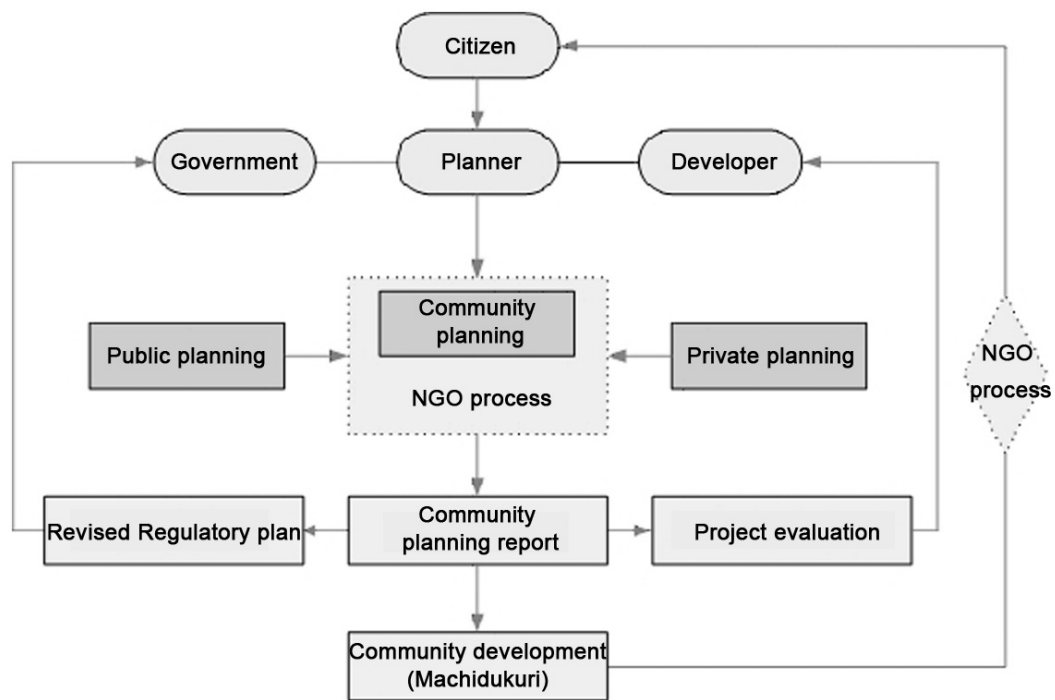 Citizen
Government
Planner
Developer
Community
planning
Public planning
Private planning
NGO process
NGO
process
Revised Regulatory plan
Community
planning report
Project evaluation
Community development
(Machidukuri)